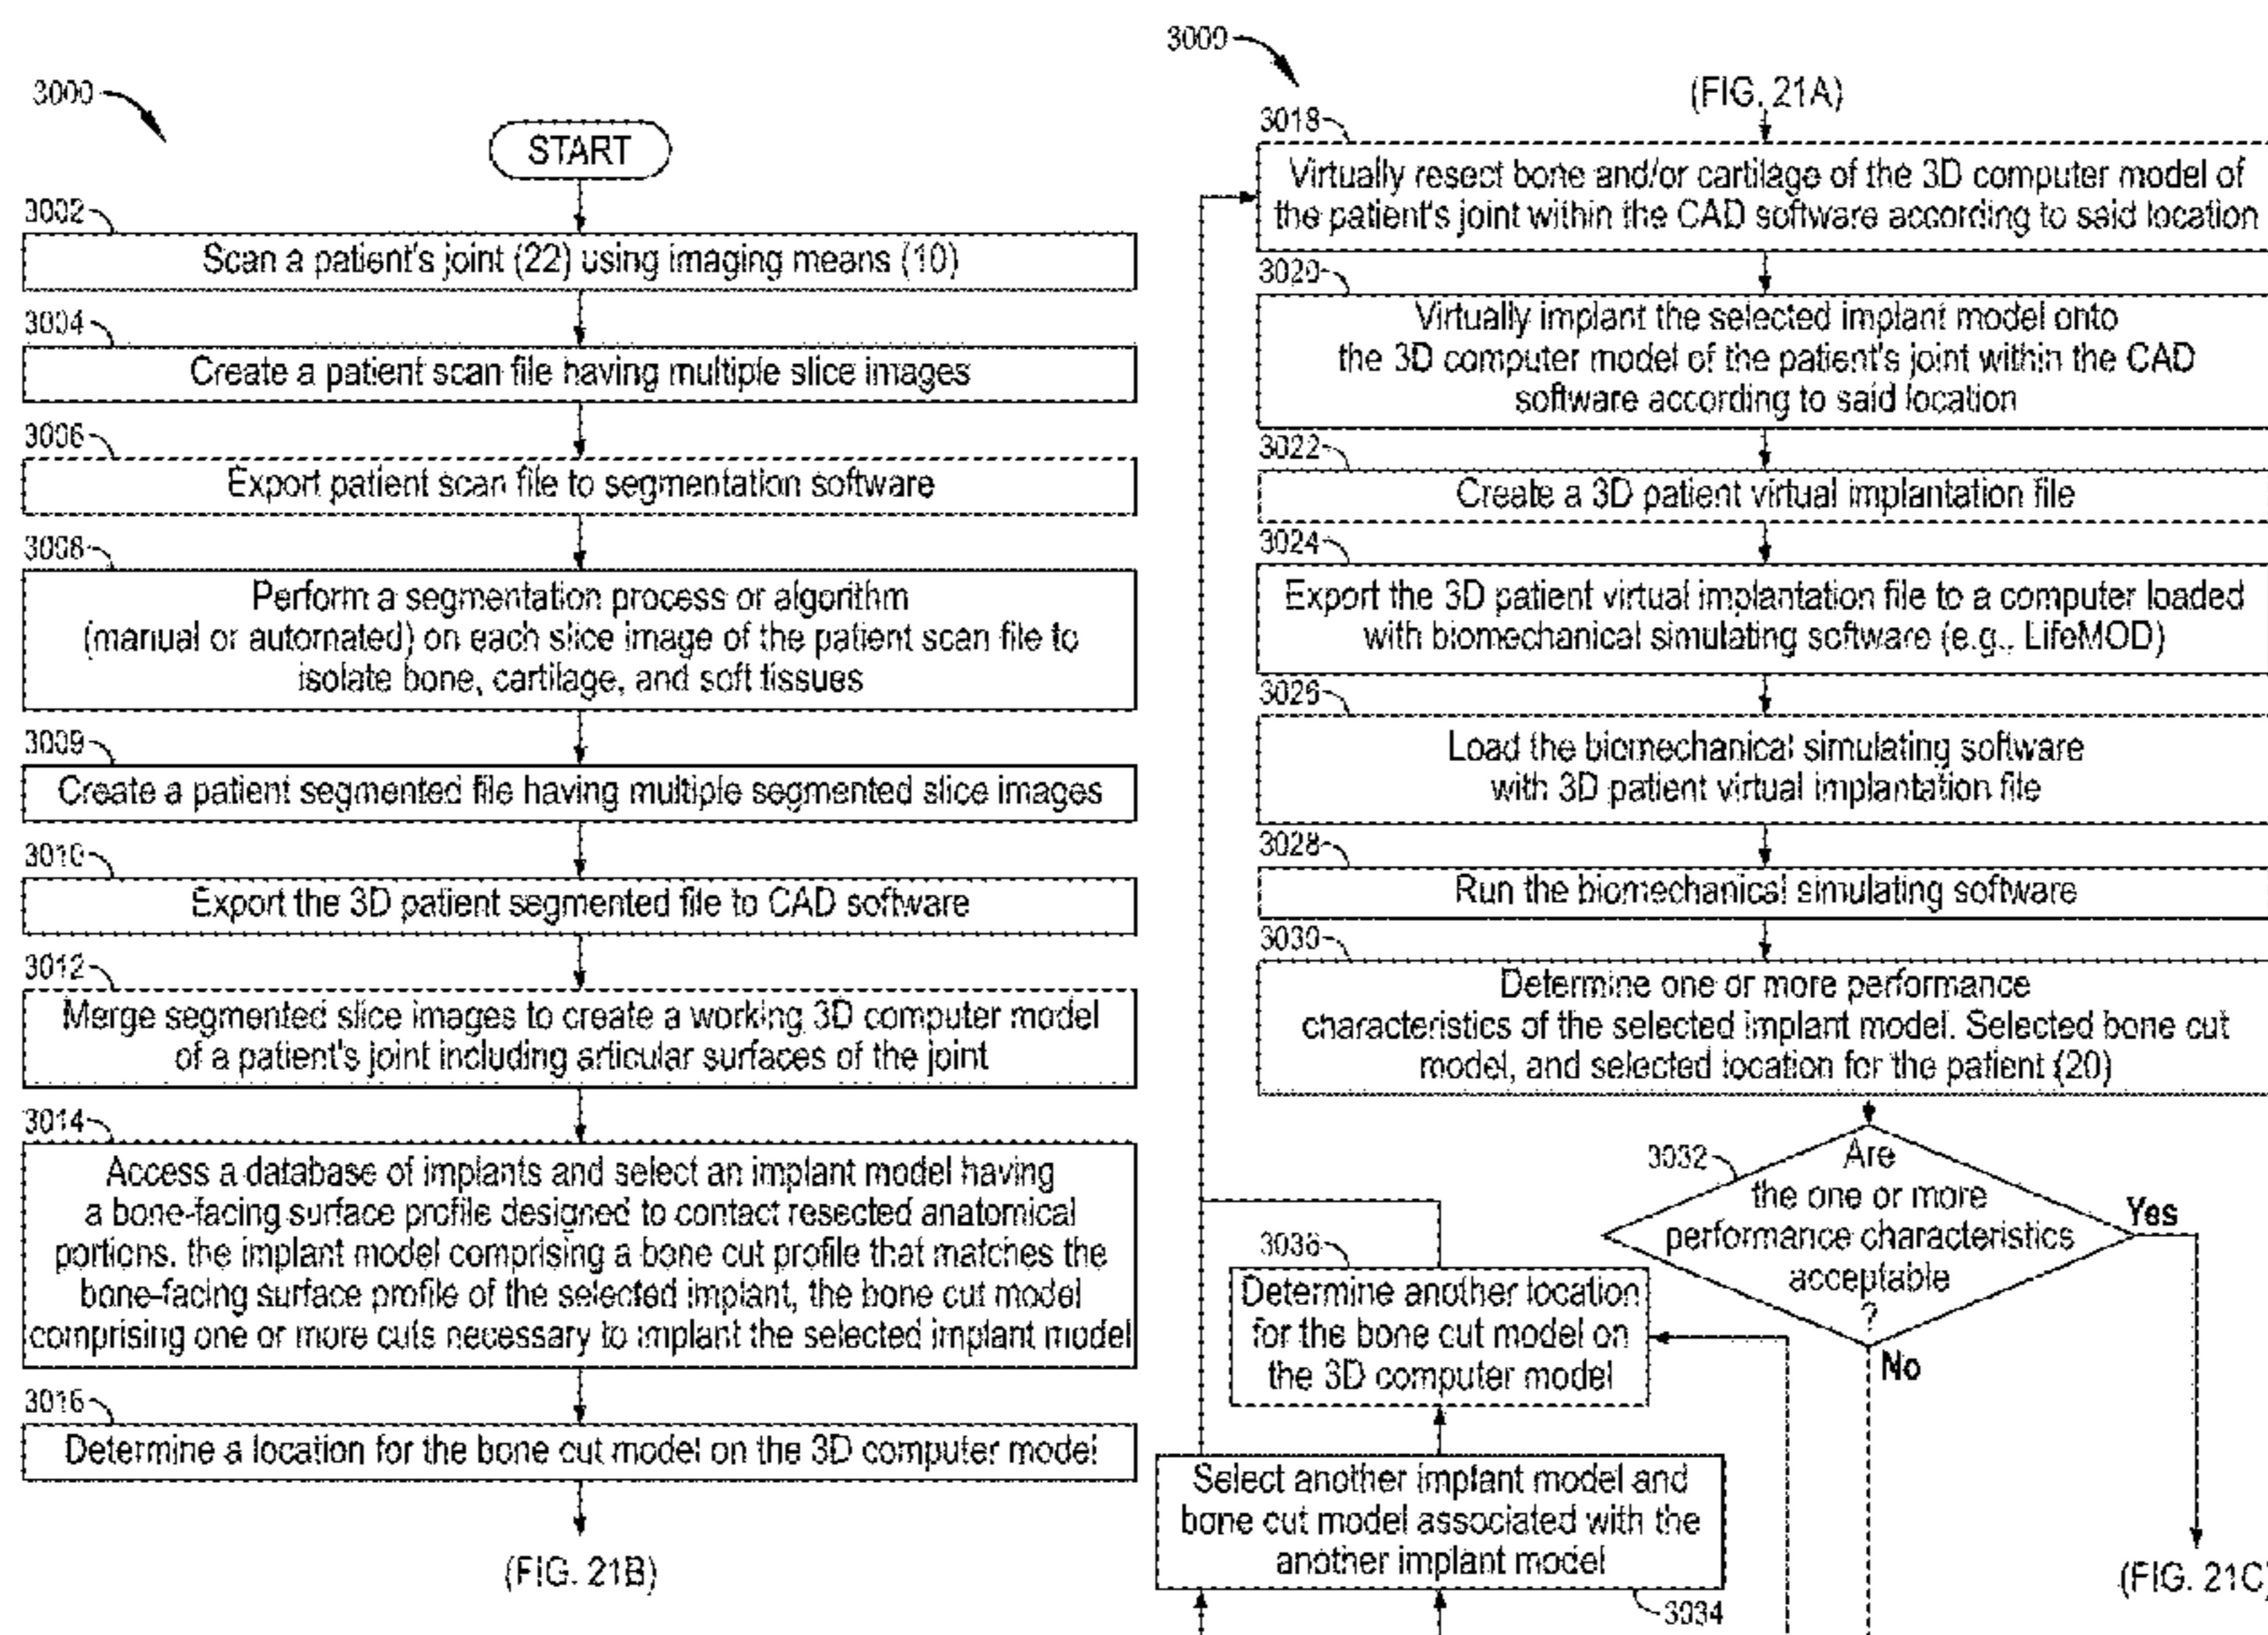 3000
START
3002
Scan a patient's joint (22) using imaging means (10)
3004
Create a patient scan file having multiple slice images
3006
Export patient scan file to segmentation software
3008
Perform a segmentation process or algorithm
(manual or automated) on each slice image of the patient scan file to
isolate bone, cartilage, and soft tissues
3009
Create a patient segmented file having multiple segmented slice images
3010
Export the 3D patient segmented file to CAD software
3012
Merge segmented slice images to create a working 3D computer model
of a patient's joint including articular surfaces of the joint
3014
Access a database of implants and select an implant model having
a bone-facing surface profile designed to contact resected anatomical
portions. the implant model comprising a bone cut profile that matches the
bone-facing surface profile of the selected implant, the bone cut model
comprising one or more cuts necessary to implant the selected implant model
3016
Determine a location for the bone cut model on the 3D computer model
(FIG. 21B)
3000
(FIG. 21A)
3018
Virtually resect bone and/or cartilage of the 3D computer model of
the patient's joint within the CAD software according to said location
3020
Virtually implant the selected implant model onto
the 3D computer model of the patient's joint within the CAD
software according to said location
3022
Create a 3D patient virtual implantation file
3024
Export the 3D patient virtual implantation file to a computer loaded
with biomechanical simulating software (e.g., LifeMOD)
3026
Load the biomechanical simulating software
with 3D patient virtual implantation file
3028
Run the biomechanical simulating software
3030
Determine one or more performance
characteristics of the selected implant model. Selected bone cut
model, and selected location for the patient (20)
3032
Are
the one or more
performance characteristics
acceptable
?
Yes
No
3036
Determine another location
for the bone cut model on
the 3D computer model
Select another implant model and
bone cut model associated with the
another implant model
3034
(FIG. 21C)